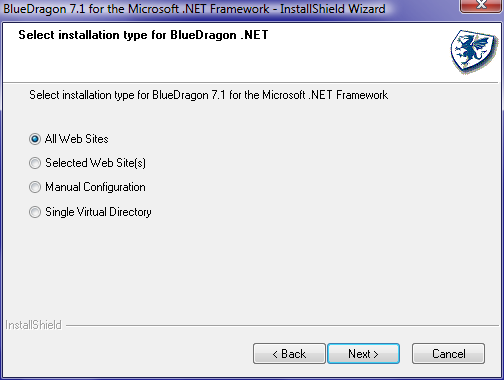 BlueDragon 7.1 for the Microsoft .NET Framework - InstallShield Wizard
Select installation type for BlueDragon .NET
Select installation type for BlueDragon 7.1 for the Microsoft .NET Framework
All Web Sites
Selected Web Site(s)
Manual Configuration
Single Virtual Directory
InstallShield
< Back Next > Cancel